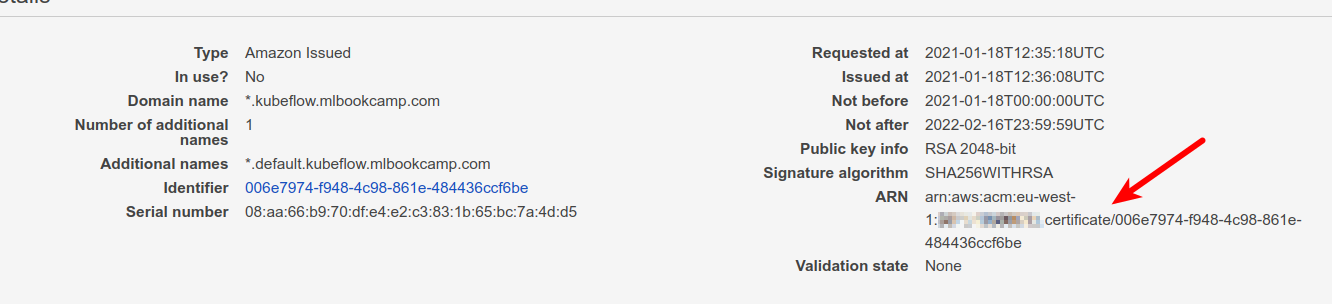 Type Amazon Issued
In use? No
Domain name *.kubeflow.mlbookcamp.com
Number of additional names 1
Additional names *.default.kubeflow.mlbookcamp.com
Identifier 006e7974-f948-4c98-861e-484436ccf6be
Serial number 08:aa:66:b9:70:df:e4:e2:c3:83:1b:65:bc:7a:4d:d5
Requested at 2021-01-18T12:35:18UTC
Issued at 2021-01-18T12:36:08UTC
Not before 2021-01-18T00:00:00UTC
Not after 2022-02-16T23:59:59UTC
Public key info RSA 2048-bit
Signature algorithm SHA256WITHRSA
ARN arn:aws:acm:eu-west-
1: certificate/006e7974-f948-4c98-861e-
484436ccf6be
Validation state None